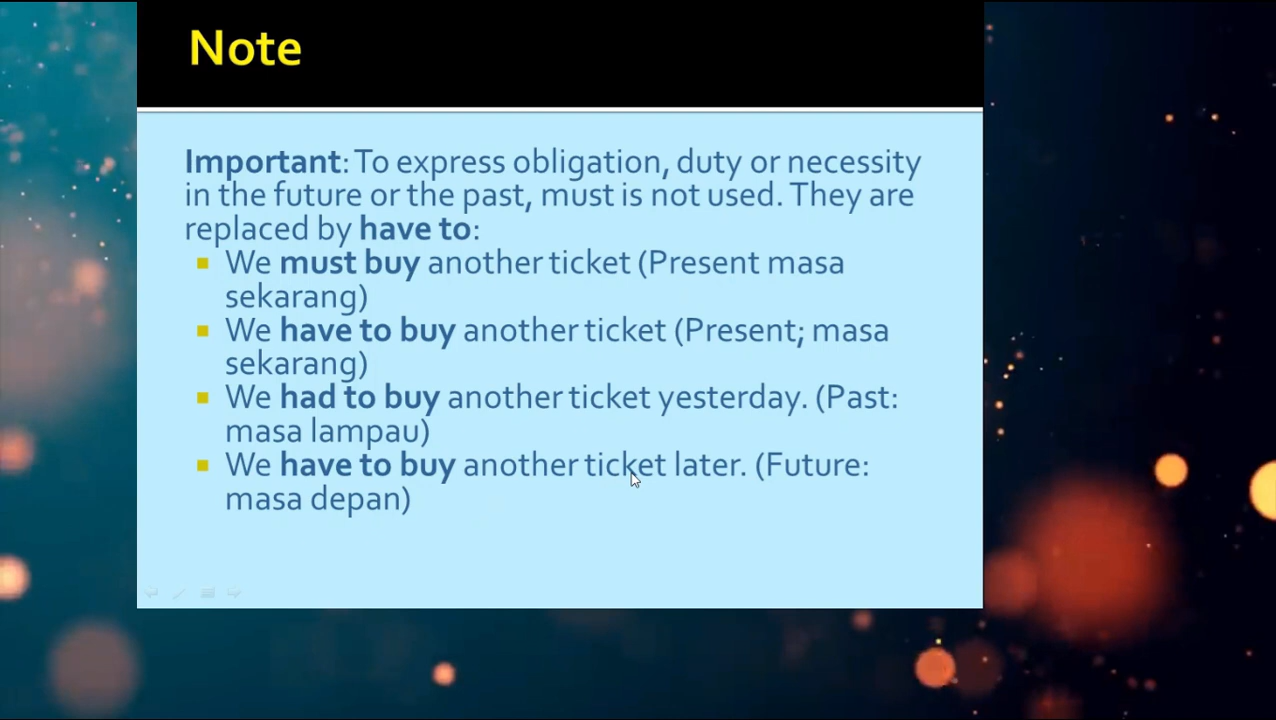 Note
Important: To express obligation, duty or necessity
in the future or the past, must is not used. They are
replaced by have to:
We must buy another ticket (Present masa
sekarang)
We have to buy another ticket (Present; masa
sekarang)
We had to buy another ticket yesterday. (Past:
masa lampau)
We have to buy another ticket later. (Future:
masa depan)